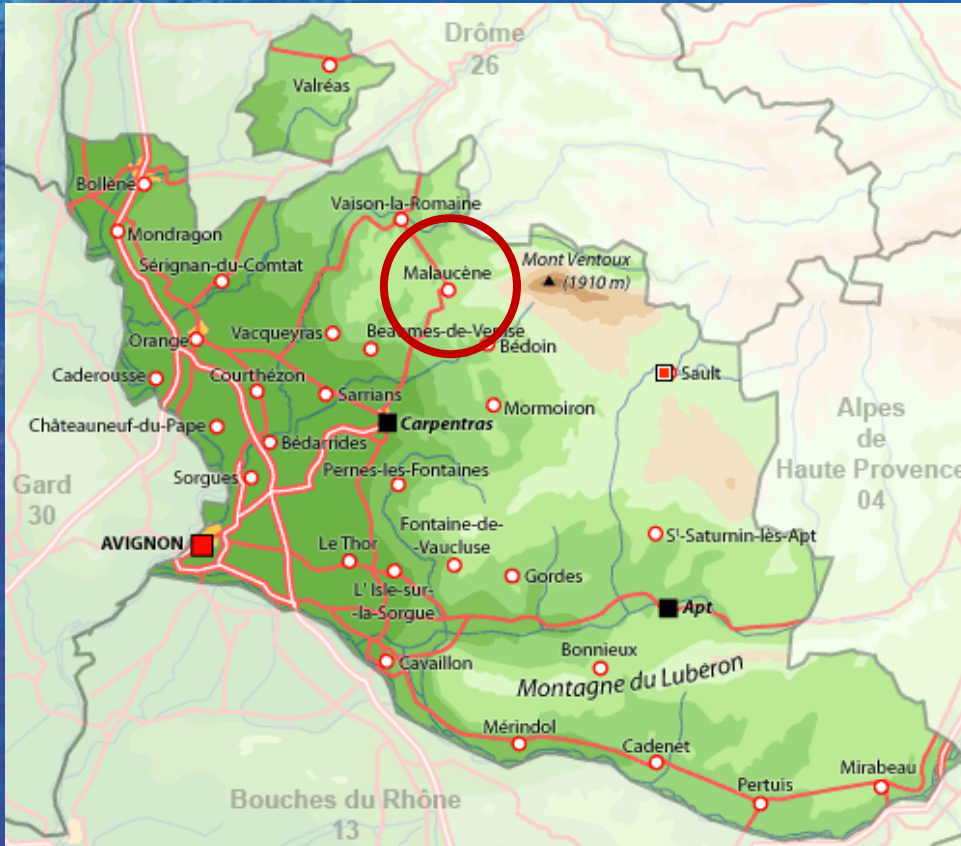 Drôme
26
Valréas
Bollène
Vaison-la-Romaine
Mondragon
Mont Ventoux
(1910 m)
Sérignan-du-Comtat
Malaucène
Vacqueyras
Beaumes-de-Venise
Orange
Bédoin
Caderousse
Courthézon
Sault
Sarrians
Mormoiron
Alpes
de
Haute Provence
04
Châteauneuf-du-Pape
Carpentras
Bédarrides
Pernes-les-Fontaines
Sorgues
Gard
30
Fontaine-de-
-Vaucluse
St-Saturnin-lès-Apt
AVIGNON
Le Thor
Gordes
L' Isle-sur-
-la-Sorgue
Apt
Bonnieux
Cavaillon
Montagne du Lubéron
Mérindol
Cadenet
Mirabeau
Pertuis
Bouches du Rhône
13